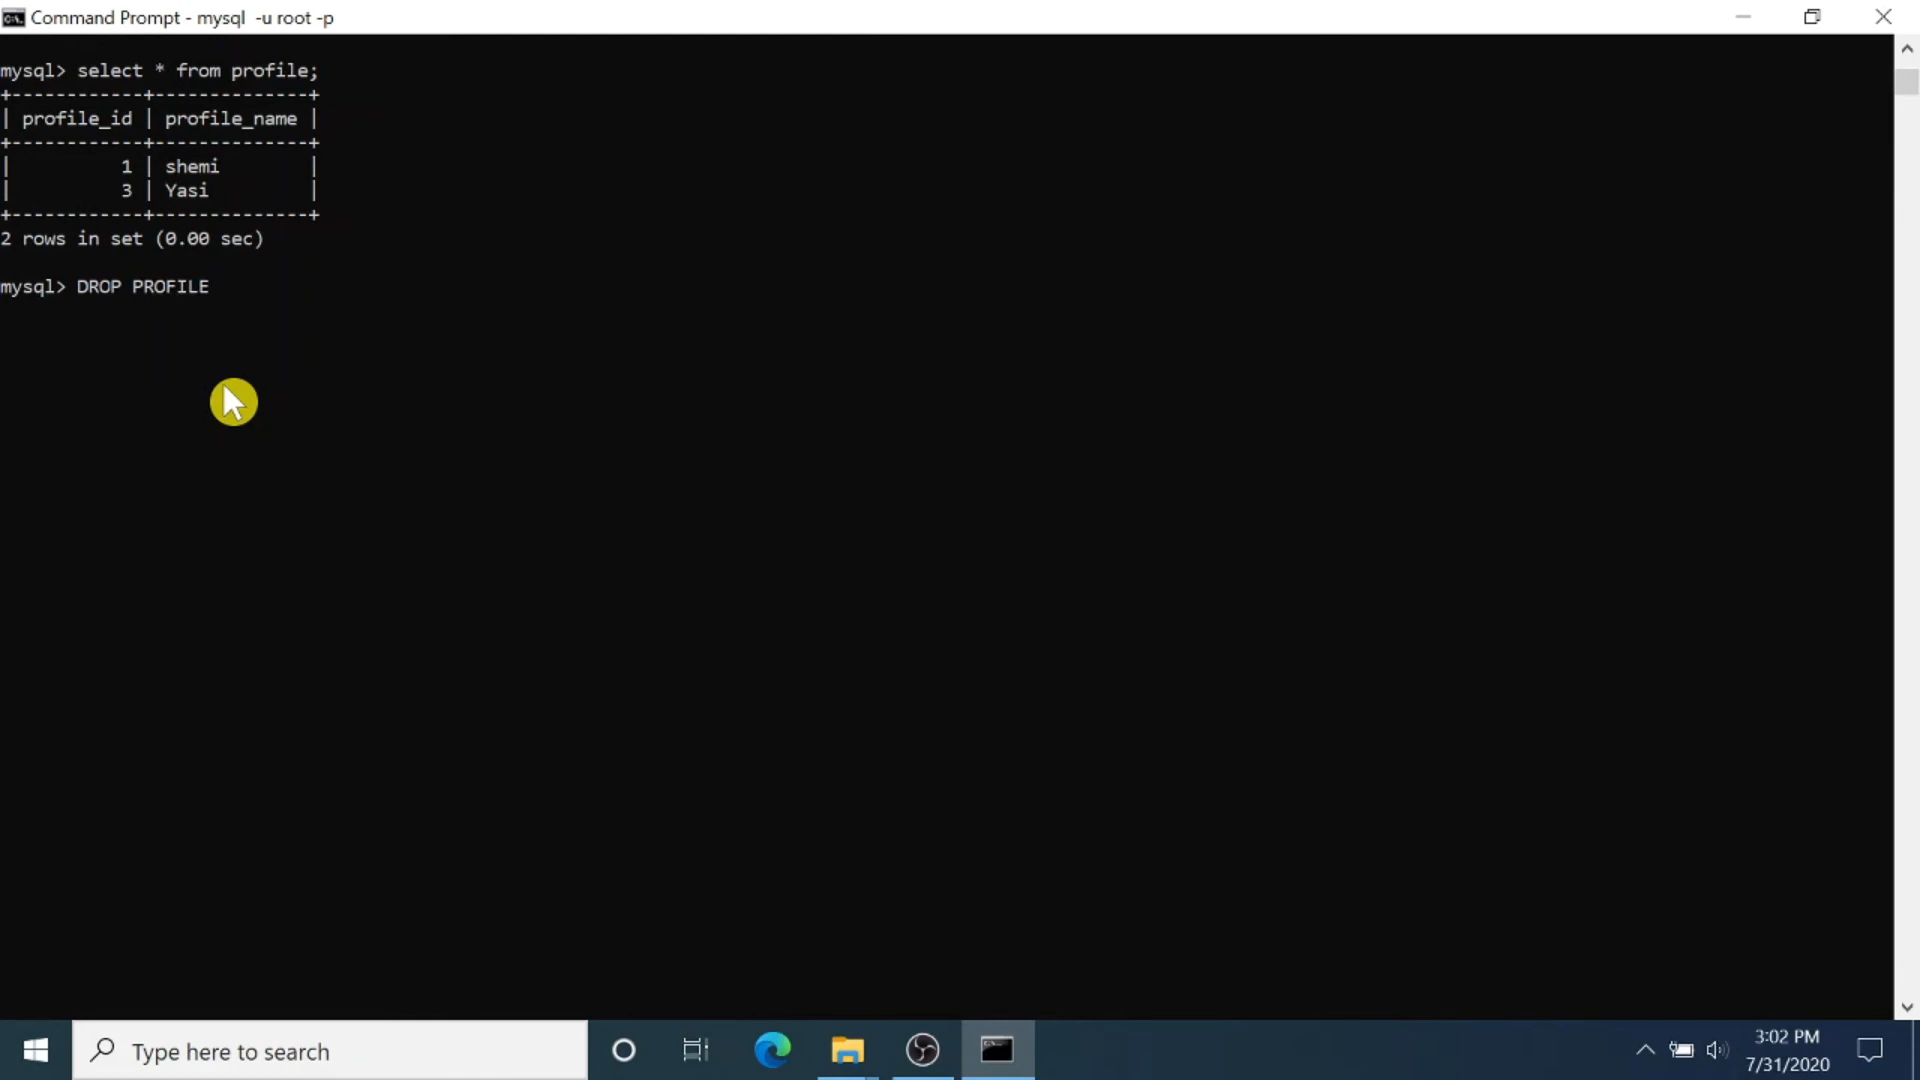 Command Prompt - mysql  -u root -p
mysql> select * from profile;
+------------+--------------+
| profile_id | profile_name |
+------------+--------------+
|          1 | shemi        |
|          3 | Yasi         |
+------------+--------------+
2 rows in set (0.00 sec)
mysql> DROP PROFILE
Type here to search
3:02 PM
7/31/2020